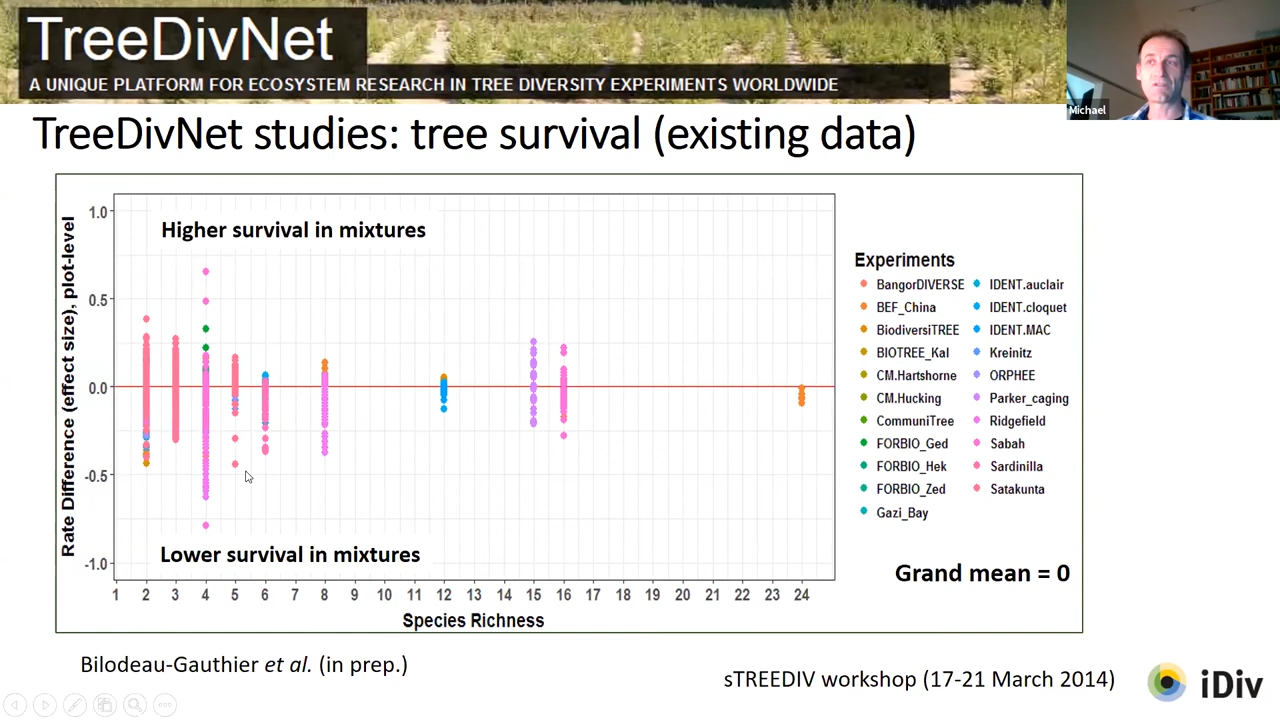 TreeDivNet
A UNIQUE PLATFORM FOR ECOSYSTEM RESEARCH IN TREE DIVERSITY EXPERIMENTS WORLDWIDE
Michael
TreeDivNet studies: tree survival (existing data)
Rate Difference (effect size), plot-level
1.0
0.5
0.0
-0.5
-1.0
Higher survival in mixtures
Lower survival in mixtures
1 2 3 4 5 6 7 8 9 10 11 12 13 14 15 16 17 18 19 20 21 22 23 24
Species Richness
Experiments
BangorDIVERSE
BEF_China
BiodiversiTREE
BIOTREE_Kal
CM.Hartshorne
CM.Hucking
CommuniTree
FORBIO_Ged
FORBIO_Hek
FORBIO_Zed
Gazi_Bay
IDENT.auclair
IDENT.cloquet
IDENT.MAC
Kreinitz
ORPHEE
Parker_caging
Ridgefield
Sabah
Sardinilla
Satakunta
Grand mean = 0
Bilodeau-Gauthier et al. (in prep.)
sTREEDIV workshop (17-21 March 2014)
iDiv